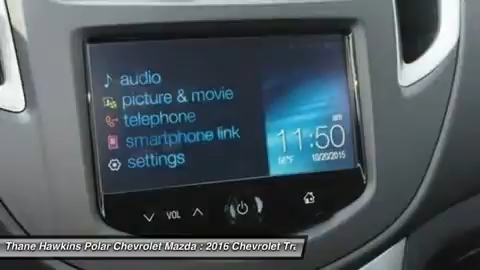 audio
picture & movie
telephone
smartphone link
settings
11:50
am
10/20/2015
VOL
Thane Hawkins Polar Chevrolet Mazda : 2016 Chevrolet Tr.